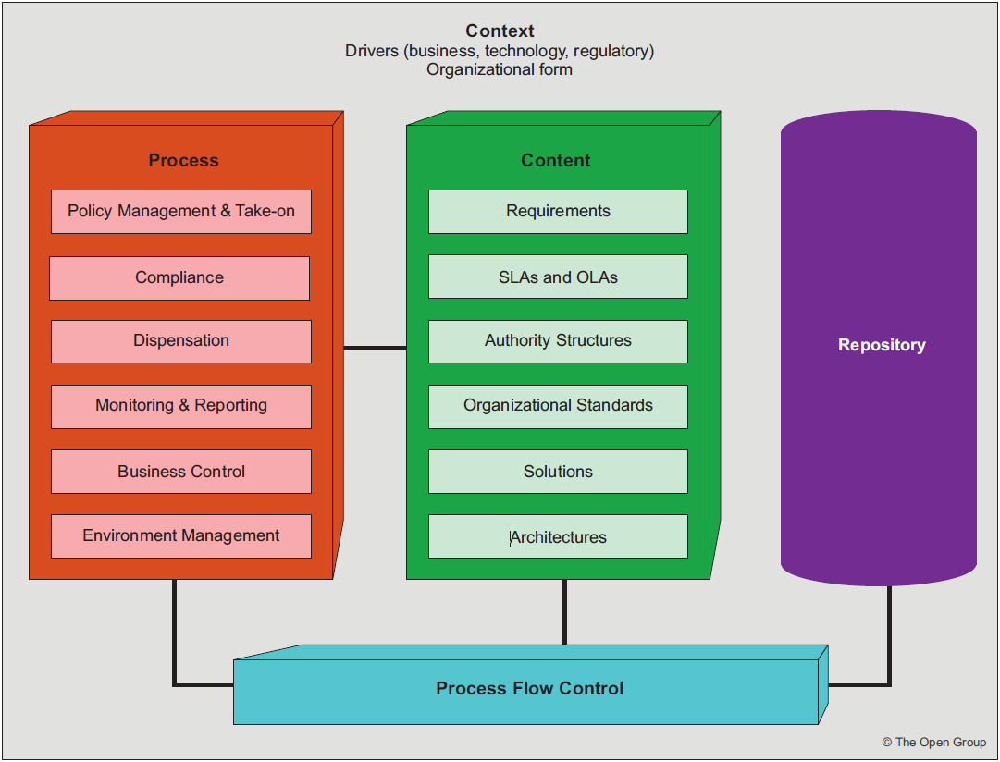 Context
Drivers (business, technology, regulatory)
Organizational form
Process
Policy Management & Take-on
Compliance
Dispensation
Monitoring & Reporting
Business Control
Environment Management
Content
Requirements
SLAs and OLAs
Authority Structures
Organizational Standards
Solutions
Architectures
Repository
Process Flow Control
© The Open Group